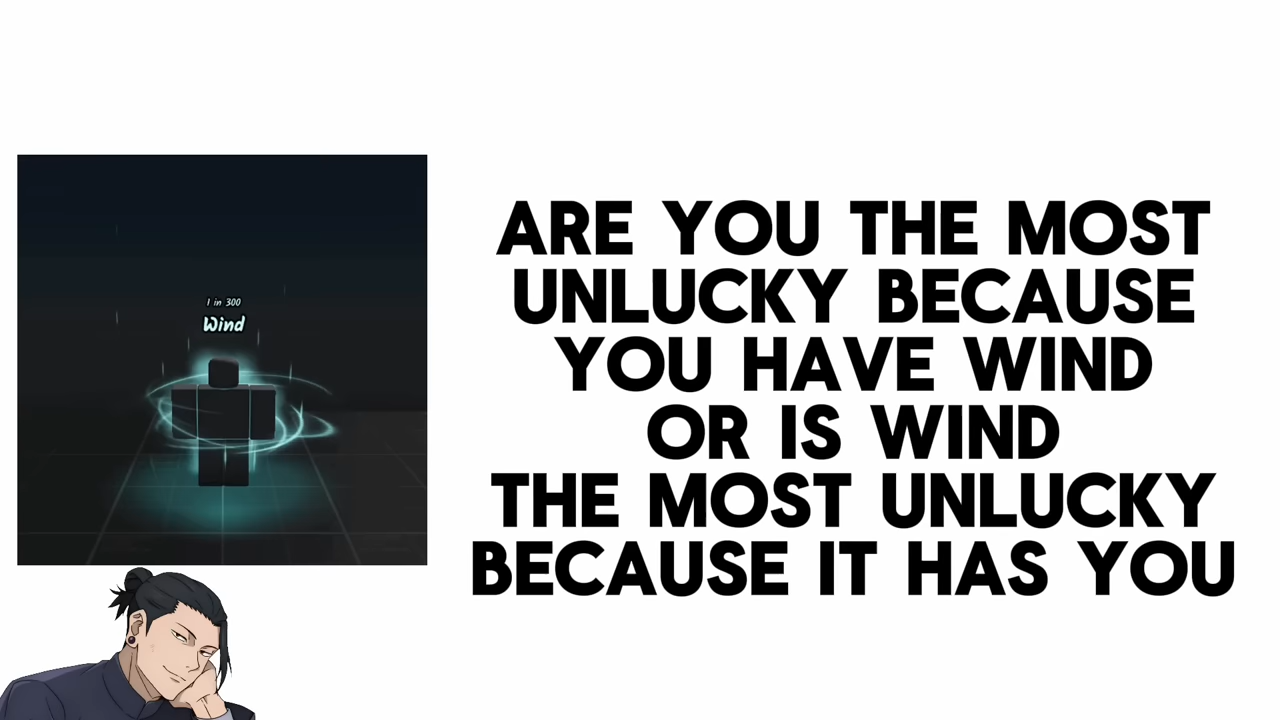 1 in 300
Wind
ARE YOU THE MOST
UNLUCKY BECAUSE
YOU HAVE WIND
OR IS WIND
THE MOST UNLUCKY
BECAUSE IT HAS YOU